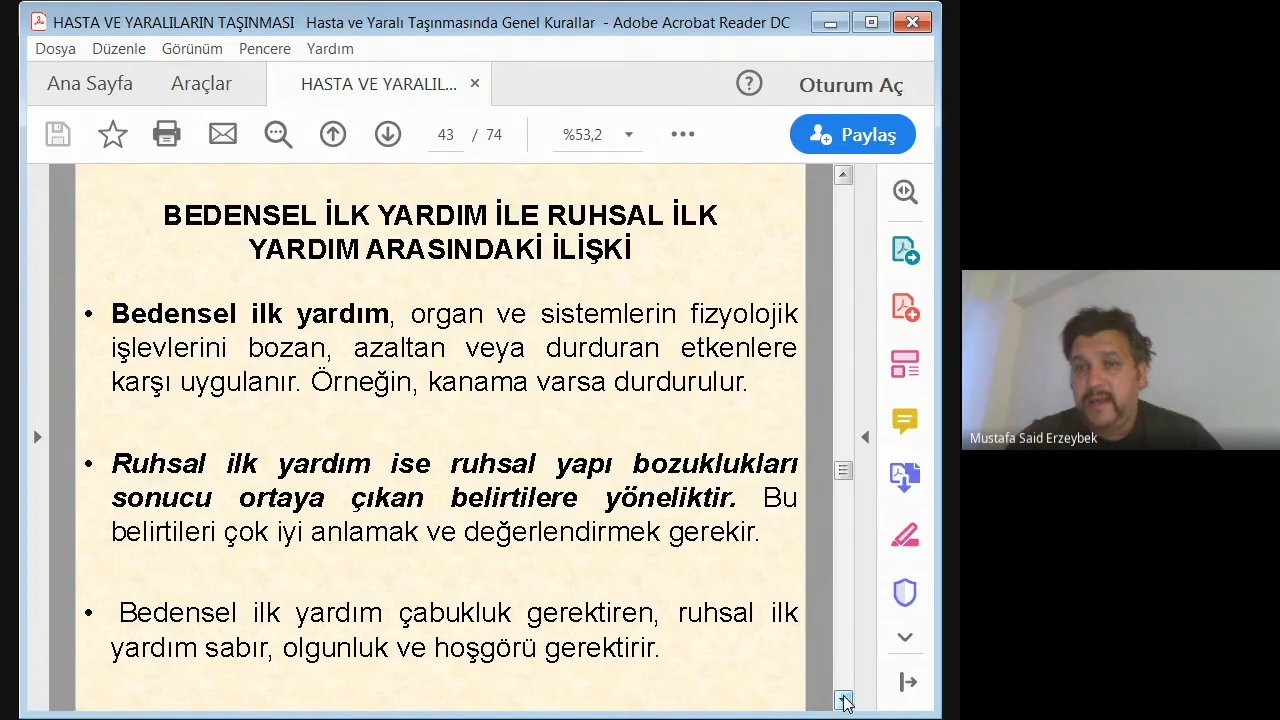 HASTA VE YARALILARIN TAŞINMASI   Hasta ve Yaralı Taşınmasında Genel Kurallar  - Adobe Acrobat Reader DC
Dosya Düzenle Görünüm Pencere Yardım
Ana Sayfa Araçlar HASTA VE YARALIL... × ? Oturum Aç
43 / 74 %53,2 ••• Paylaş
BEDENSEL İLK YARDIM İLE RUHSAL İLK
YARDIM ARASINDAKİ İLİŞKİ
• Bedensel ilk yardım, organ ve sistemlerin fizyolojik
işlevlerini bozan, azaltan veya durduran etkenlere
karşı uygulanır. Örneğin, kanama varsa durdurulur.
• Ruhsal ilk yardım ise ruhsal yapı bozuklukları
sonucu ortaya çıkan belirtilere yöneliktir. Bu
belirtileri çok iyi anlamak ve değerlendirmek gerekir.
• Bedensel ilk yardım çabukluk gerektiren, ruhsal ilk
yardım sabır, olgunluk ve hoşgörü gerektirir.
Mustafa Said Erzeybek